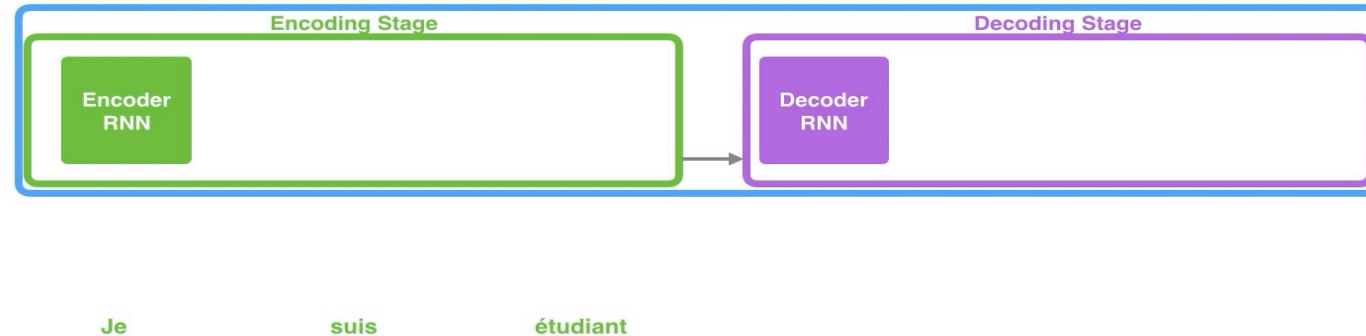 Encoding Stage
Decoding Stage
Encoder
RNN
Decoder
RNN
Je suis étudiant